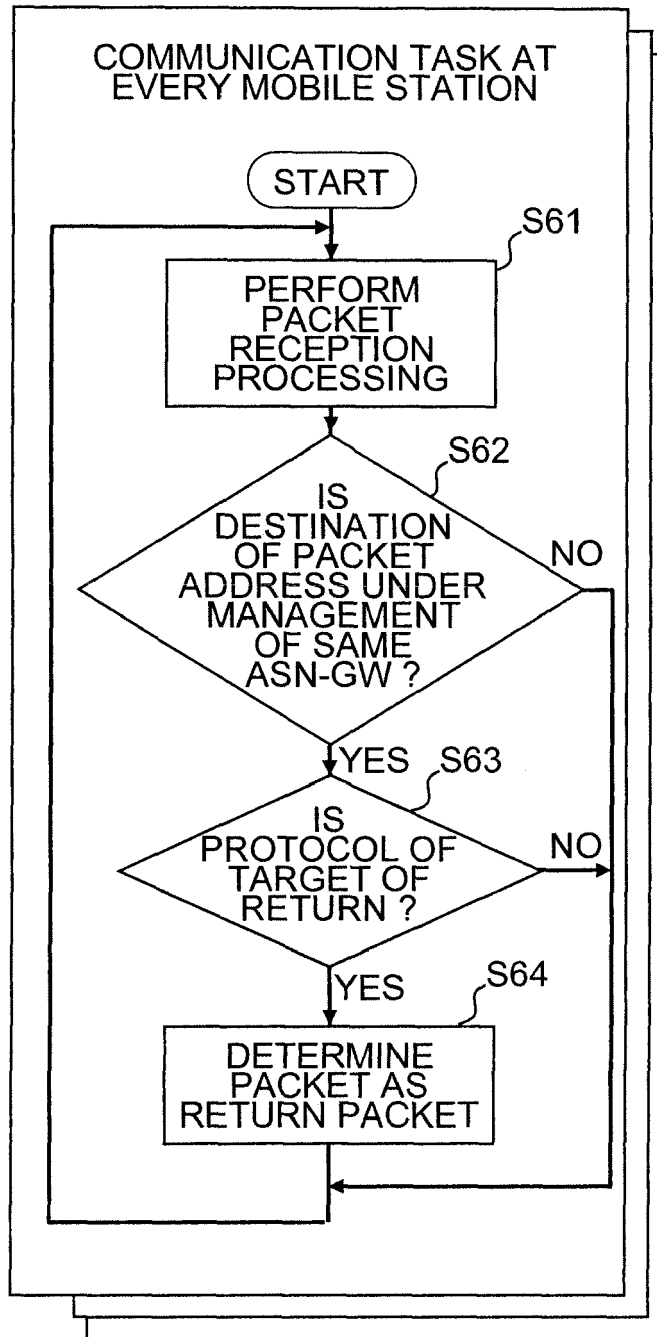 COMMUNICATION TASK AT
EVERY MOBILE STATION
START
S61
PERFORM
PACKET
RECEPTION
PROCESSING
S62
IS
DESTINATION
OF PACKET
ADDRESS UNDER
MANAGEMENT
OF SAME
ASN-GW ?
NO
YES
S63
IS
PROTOCOL OF
TARGET OF
RETURN ?
NO
YES
S64
DETERMINE
PACKET AS
RETURN PACKET